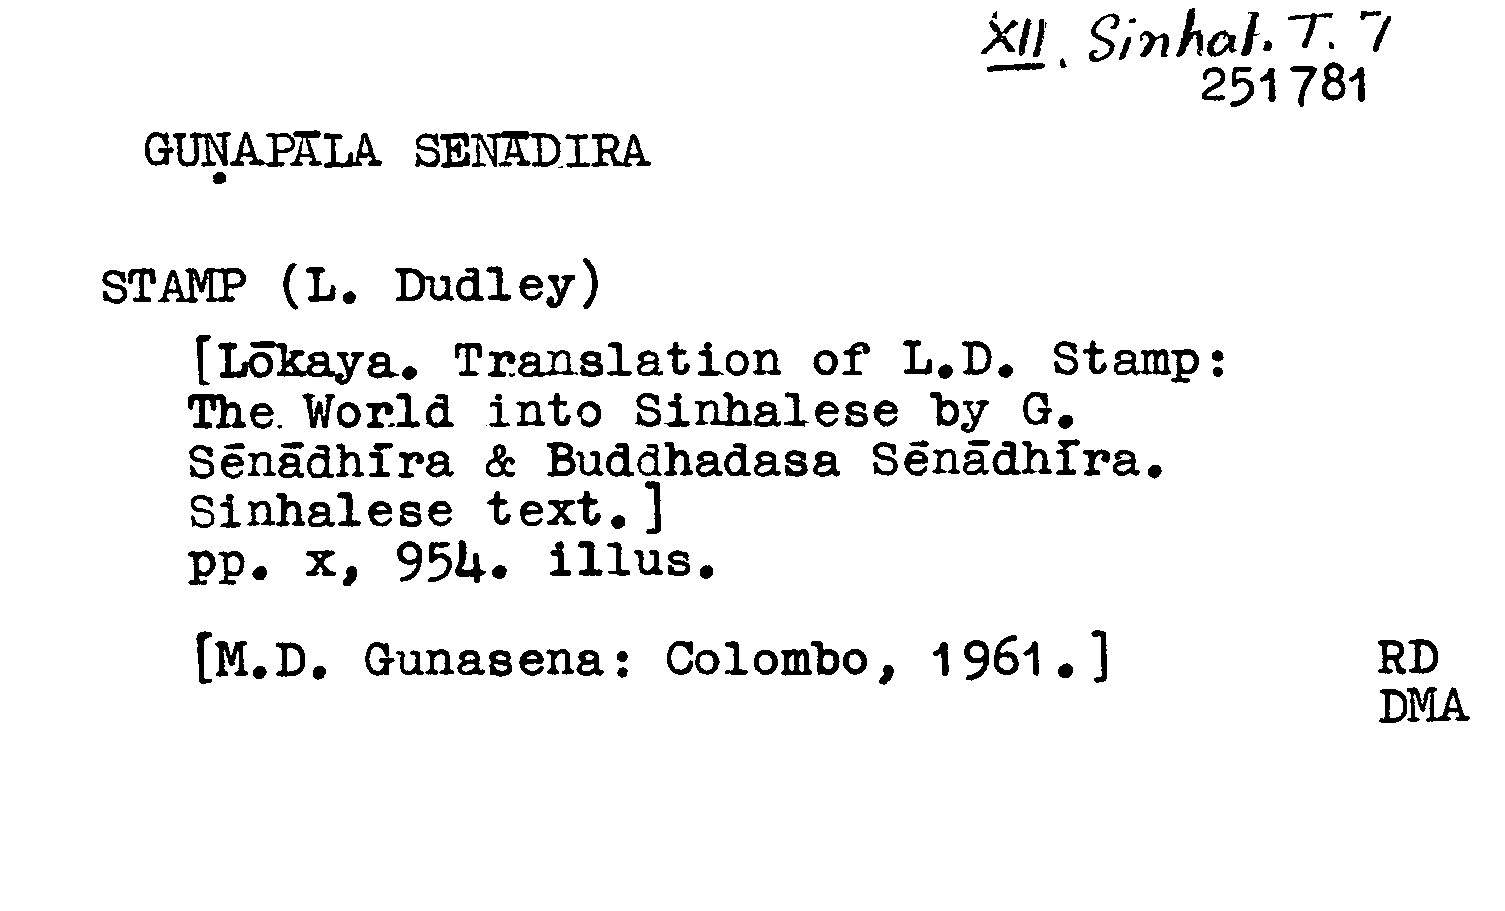 XII. Sinhal. T. 7
251781
GUṆAPĀLA SENĀDIRA
STAMP (L. Dudley)
[Lōkaya. Translation of L.D. Stamp:
The World into Sinhalese by G.
Sēnādhīra & Buddhadasa Sēnādhīra.
Sinhalese text.]
pp. x, 954. illus.
[M.D. Gunasena: Colombo, 1961.]
RD
DMA